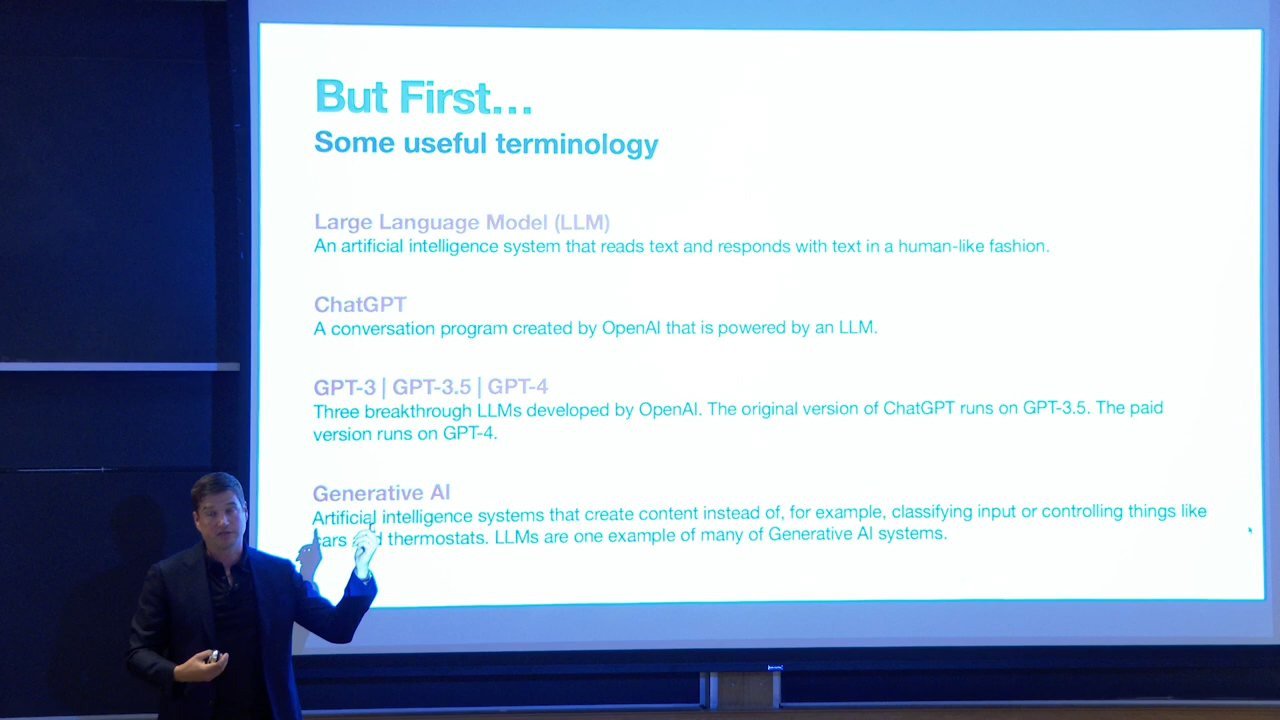 But First...
Some useful terminology
Large Language Model (LLM)
An artificial intelligence system that reads text and responds with text in a human-like fashion.
ChatGPT
A conversation program created by OpenAI that is powered by an LLM.
GPT-3 | GPT-3.5 | GPT-4
Three breakthrough LLMs developed by OpenAI. The original version of ChatGPT runs on GPT-3.5. The paid
version runs on GPT-4.
Generative AI
Artificial intelligence systems that create content instead of, for example, classifying input or controlling things like
cars and thermostats. LLMs are one example of many of Generative AI systems.